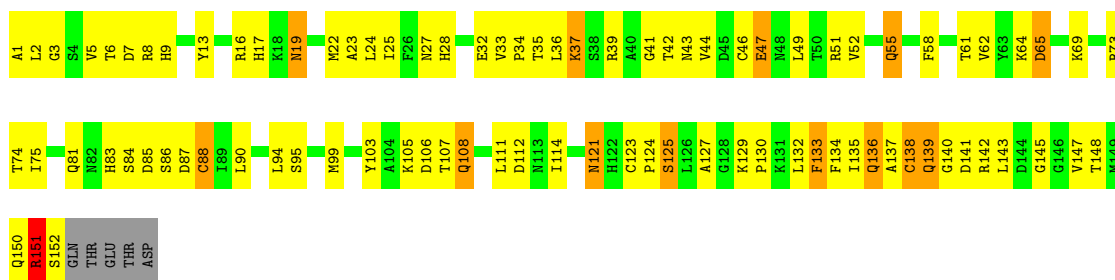 A1 L2 G3 S4 V5 T6 D7 R8 H9 Y13 R16 H17 K18 N19 M22 A23 L24 I25 F26 N27 H28 E32 V33 P34 T35 L36 K37 S38 R39 A40 G41 T42 N43 V44 D45 C46 E47 N48 L49 T50 R51 V52 Q55 F58 T61 V62 Y63 K64 D65 K69
T74 I75 Q81 N82 H83 S84 D85 S86 D87 C88 I89 L90 L94 S95 M99 Y103 A104 K105 D106 T107 Q108 L111 D112 N113 I114 N121 H122 C123 P124 S125 L126 A127 G128 K129 P130 K131 L132 F133 F134 I135 Q136 A137 C138 Q139 G140 D141 R142 L143 D144 G145 G146 V147 T148 M149
Q150 R151 S152 GLN THR GLU THR ASP